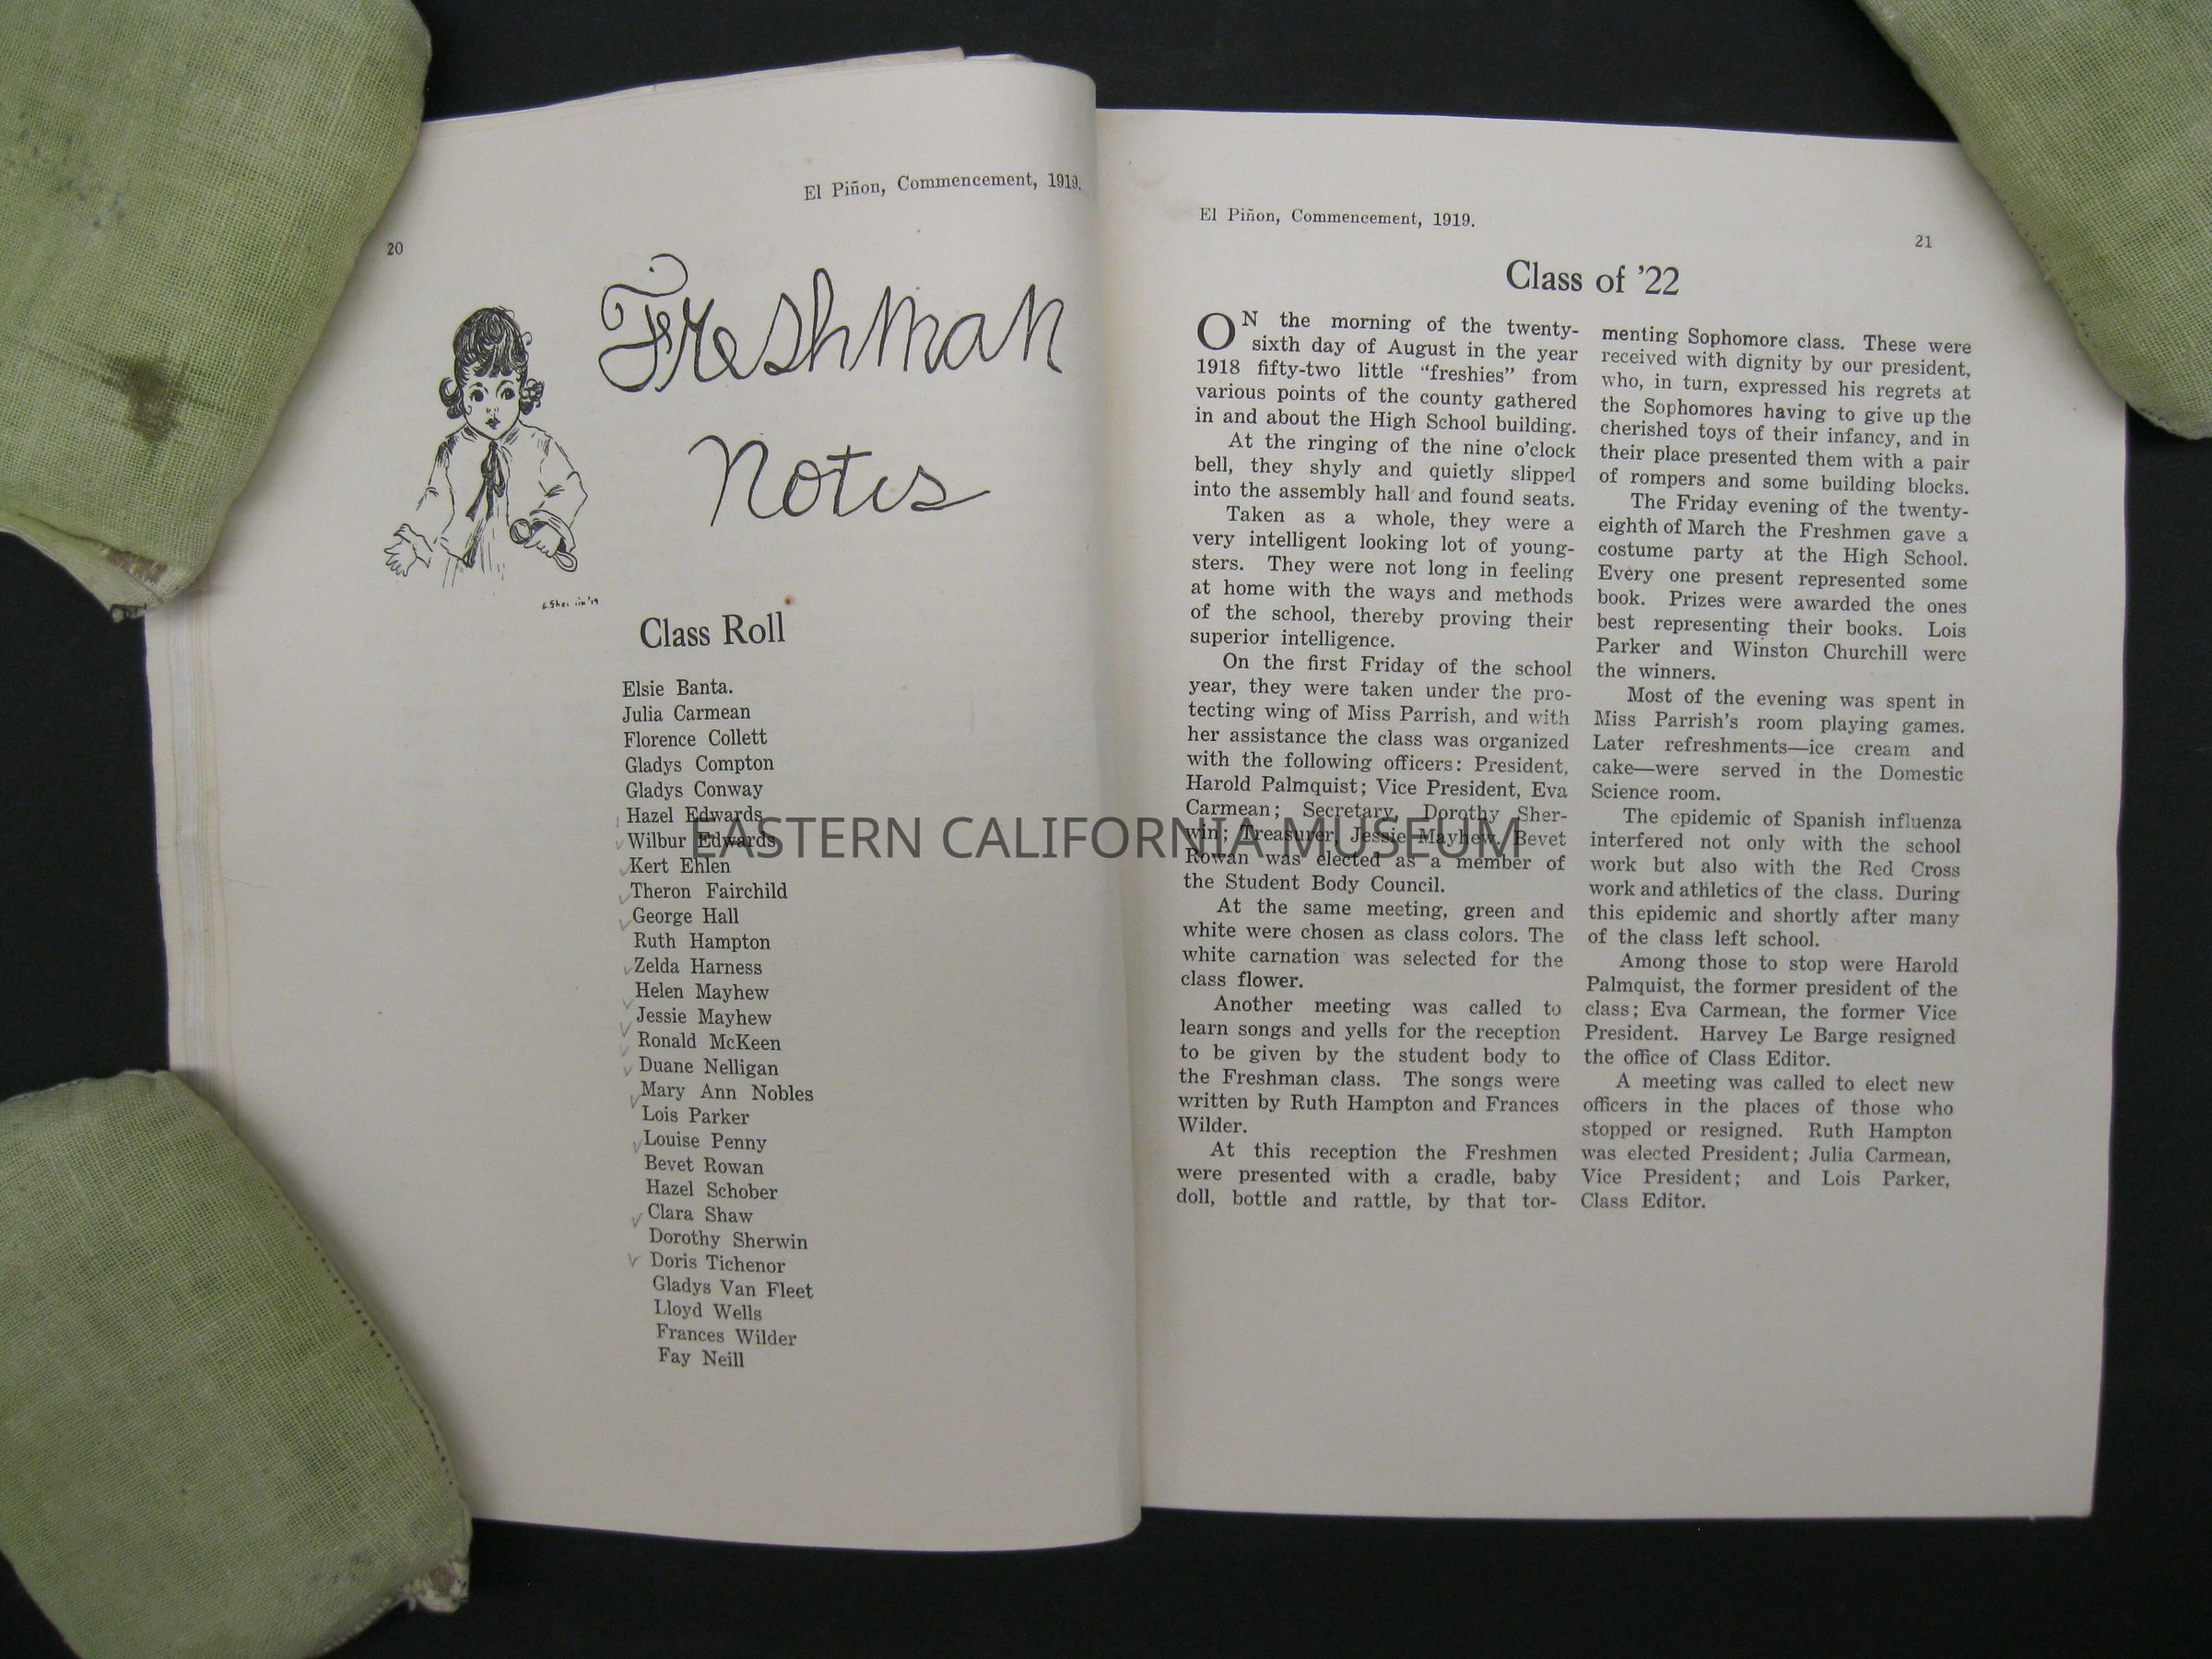 El Piñon, Commencement, 1919.
20
Freshman
Notes
Class Roll
Elsie Banta.
Julia Carmean
Florence Collett
Gladys Compton
Gladys Conway
Hazel Edwards
Wilbur Edwards
Kert Ehlen
Theron Fairchild
George Hall
Ruth Hampton
Zelda Harness
Helen Mayhew
Jessie Mayhew
Ronald McKeen
Duane Nelligan
Mary Ann Nobles
Lois Parker
Louise Penny
Bevet Rowan
Hazel Schober
Clara Shaw
Dorothy Sherwin
Doris Tichenor
Gladys Van Fleet
Lloyd Wells
Frances Wilder
Fay Neill
El Piñon, Commencement, 1919.
21
Class of '22
ON the morning of the twenty-
sixth day of August in the year
1918 fifty-two little "freshies" from
various points of the county gathered
in and about the High School building.
At the ringing of the nine o'clock
bell, they shyly and quietly slipped
into the assembly hall and found seats.
Taken as a whole, they were a
very intelligent looking lot of young-
sters. They were not long in feeling
at home with the ways and methods
of the school, thereby proving their
superior intelligence.
On the first Friday of the school
year, they were taken under the pro-
tecting wing of Miss Parrish, and with
her assistance the class was organized
with the following officers: President,
Harold Palmquist; Vice President, Eva
Carmean; Secretary, Dorothy Sher-
win; Treasurer, Jessie Mayhew. Bevet
Rowan was elected as a member of
the Student Body Council.
At the same meeting, green and
white were chosen as class colors. The
white carnation was selected for the
class flower.
Another meeting was called to
learn songs and yells for the reception
to be given by the student body to
the Freshman class. The songs were
written by Ruth Hampton and Frances
Wilder.
At this reception the Freshmen
were presented with a cradle, baby
doll, bottle and rattle, by that tor-
menting Sophomore class. These were
received with dignity by our president,
who, in turn, expressed his regrets at
the Sophomores having to give up the
cherished toys of their infancy, and in
their place presented them with a pair
of rompers and some building blocks.
The Friday evening of the twenty-
eighth of March the Freshmen gave a
costume party at the High School.
Every one present represented some
book. Prizes were awarded the ones
best representing their books. Lois
Parker and Winston Churchill were
the winners.
Most of the evening was spent in
Miss Parrish's room playing games.
Later refreshments—ice cream and
cake—were served in the Domestic
Science room.
The epidemic of Spanish influenza
interfered not only with the school
work but also with the Red Cross
work and athletics of the class. During
this epidemic and shortly after many
of the class left school.
Among those to stop were Harold
Palmquist, the former president of the
class; Eva Carmean, the former Vice
President. Harvey Le Barge resigned
the office of Class Editor.
A meeting was called to elect new
officers in the places of those who
stopped or resigned. Ruth Hampton
was elected President; Julia Carmean,
Vice President; and Lois Parker,
Class Editor.
EASTERN CALIFORNIA MUSEUM